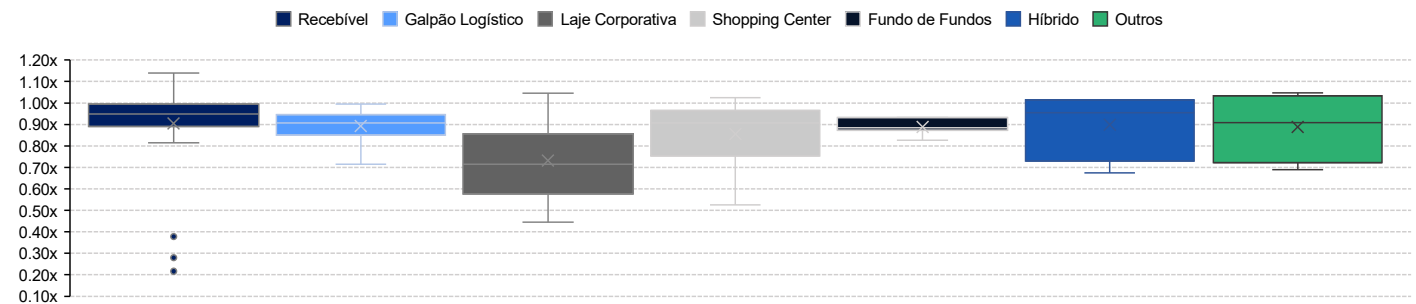 Recebível Galpão Logístico Laje Corporativa Shopping Center Fundo de Fundos Híbrido Outros
1.20x
1.10x
1.00x
0.90x
0.80x
0.70x
0.60x
0.50x
0.40x
0.30x
0.20x
0.10x